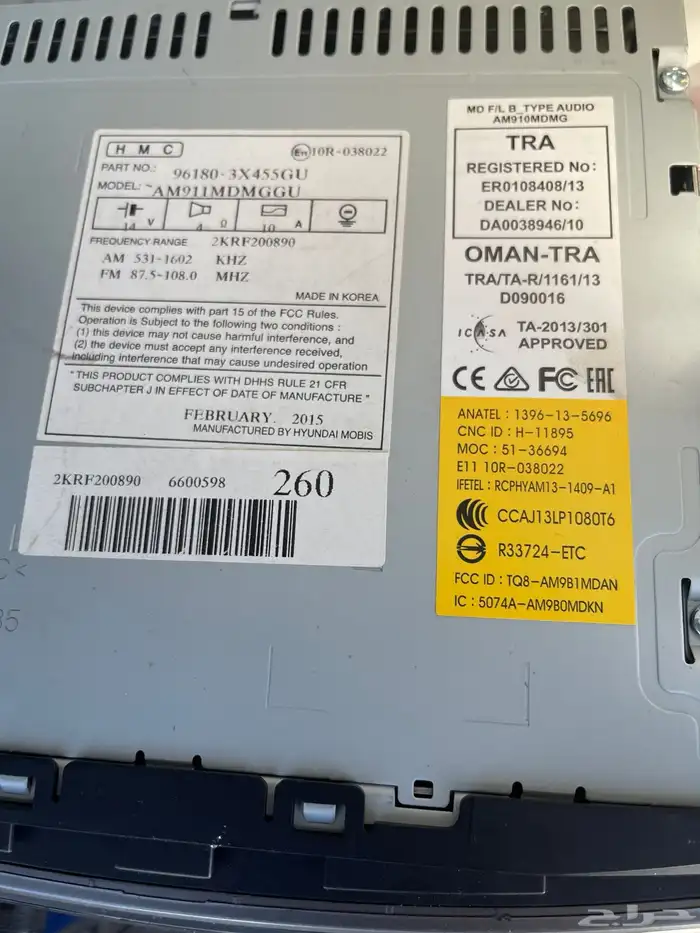 HMC
E11 10R-038022
PART NO.: 96180-3X455GU
MODEL: AM911MDMGGU
14 V
4 Ω
10 A
FREQUENCY-RANGE 2KRF200890
AM 531-1602 KHZ
FM 87.5-108.0 MHZ
MADE IN KOREA
This device complies with part 15 of the FCC Rules.
Operation is Subject to the following two conditions :
(1) this device may not cause harmful interference, and
(2) the device must accept any interference received,
including interference that may cause undesired operation
"THIS PRODUCT COMPLIES WITH DHHS RULE 21 CFR
SUBCHAPTER J IN EFFECT OF DATE OF MANUFACTURE"
FEBRUARY. 2015
MANUFACTURED BY HYUNDAI MOBIS
2KRF200890 6600598 260
MD F/L B_TYPE AUDIO
AM910MDMG
TRA
REGISTERED No:
ER0108408/13
DEALER No:
DA0038946/10
OMAN-TRA
TRA/TA-R/1161/13
D090016
ICASA TA-2013/301
APPROVED
CE FC EAC
ANATEL : 1396-13-5696
CNC ID : H-11895
MOC : 51-36694
E11 10R-038022
IFETEL : RCPHYAM13-1409-A1
CCAJ13LP1080T6
R33724-ETC
FCC ID : TQ8-AM9B1MDAN
IC : 5074A-AM9B0MDKN
C<
35
حراج